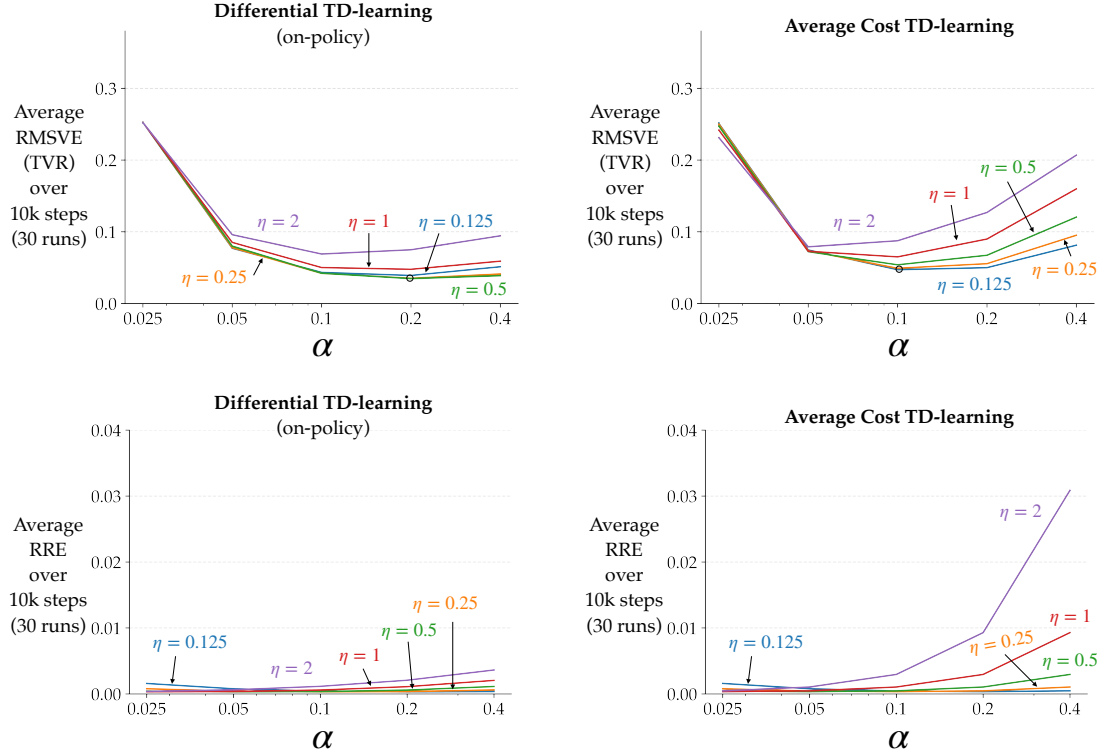 Differential TD-learning
(on-policy)
Average
RMSVE
(TVR)
over
10k steps
(30 runs)
0.3
0.2
0.1
0.0
η = 2
η = 1
η = 0.125
η = 0.25
η = 0.5
0.025
0.05
0.1
0.2
0.4
α
Average Cost TD-learning
Average
RMSVE
(TVR)
over
10k steps
(30 runs)
0.3
0.2
0.1
0.0
η = 0.5
η = 1
η = 2
η = 0.25
η = 0.125
0.025
0.05
0.1
0.2
0.4
α
Differential TD-learning
(on-policy)
Average
RRE
over
10k steps
(30 runs)
0.04
0.03
0.02
0.01
0.00
η = 0.25
η = 0.5
η = 0.125
η = 1
η = 2
0.025
0.05
0.1
0.2
0.4
α
Average Cost TD-learning
Average
RRE
over
10k steps
(30 runs)
0.04
0.03
0.02
0.01
0.00
η = 2
η = 1
η = 0.125
η = 0.25
η = 0.5
0.025
0.05
0.1
0.2
0.4
α